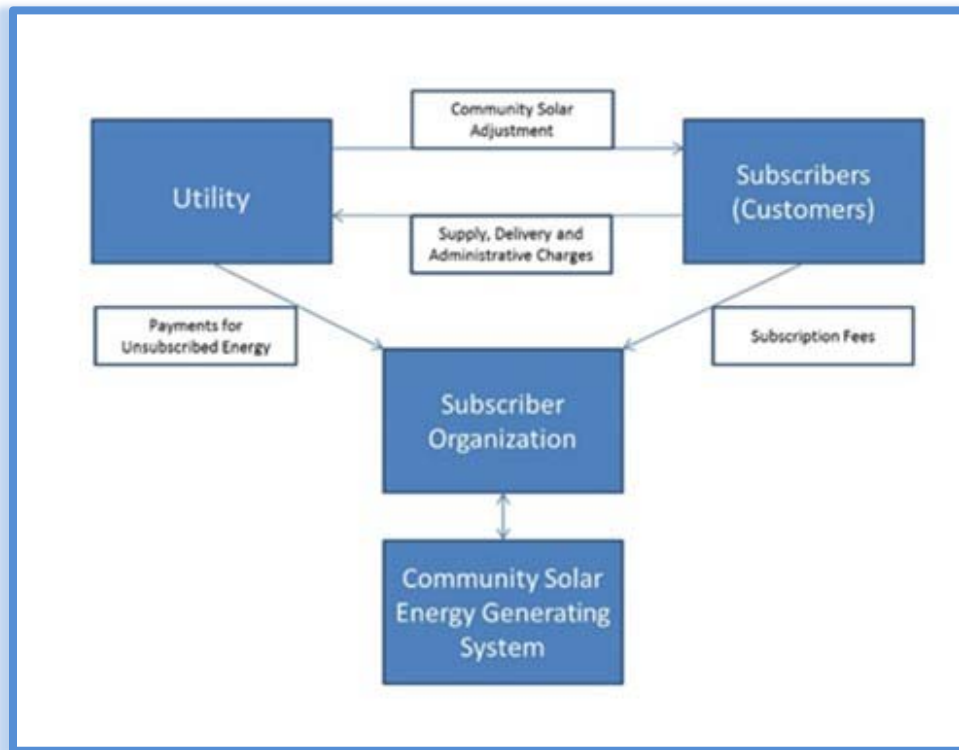 Community Solar
Adjustment
Utility
Subscribers
(Customers)
Supply, Delivery and
Administrative Charges
Payments for
Unsubscribed Energy
Subscription Fees
Subscriber
Organization
Community Solar
Energy Generating
System